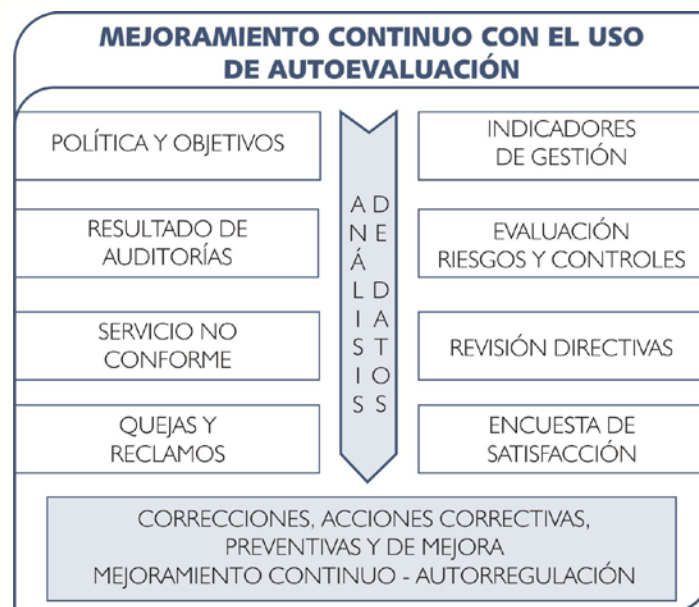 MEJORAMIENTO CONTINUO CON EL USO
DE AUTOEVALUACIÓN
POLÍTICA Y OBJETIVOS
RESULTADO DE
AUDITORÍAS
SERVICIO NO
CONFORME
QUEJAS Y
RECLAMOS
ANÁLISIS
DE DATOS
INDICADORES
DE GESTIÓN
EVALUACIÓN
RIESGOS Y CONTROLES
REVISIÓN DIRECTIVAS
ENCUESTA DE
SATISFACCIÓN
CORRECCIONES, ACCIONES CORRECTIVAS,
PREVENTIVAS Y DE MEJORA
MEJORAMIENTO CONTINUO - AUTORREGULACIÓN